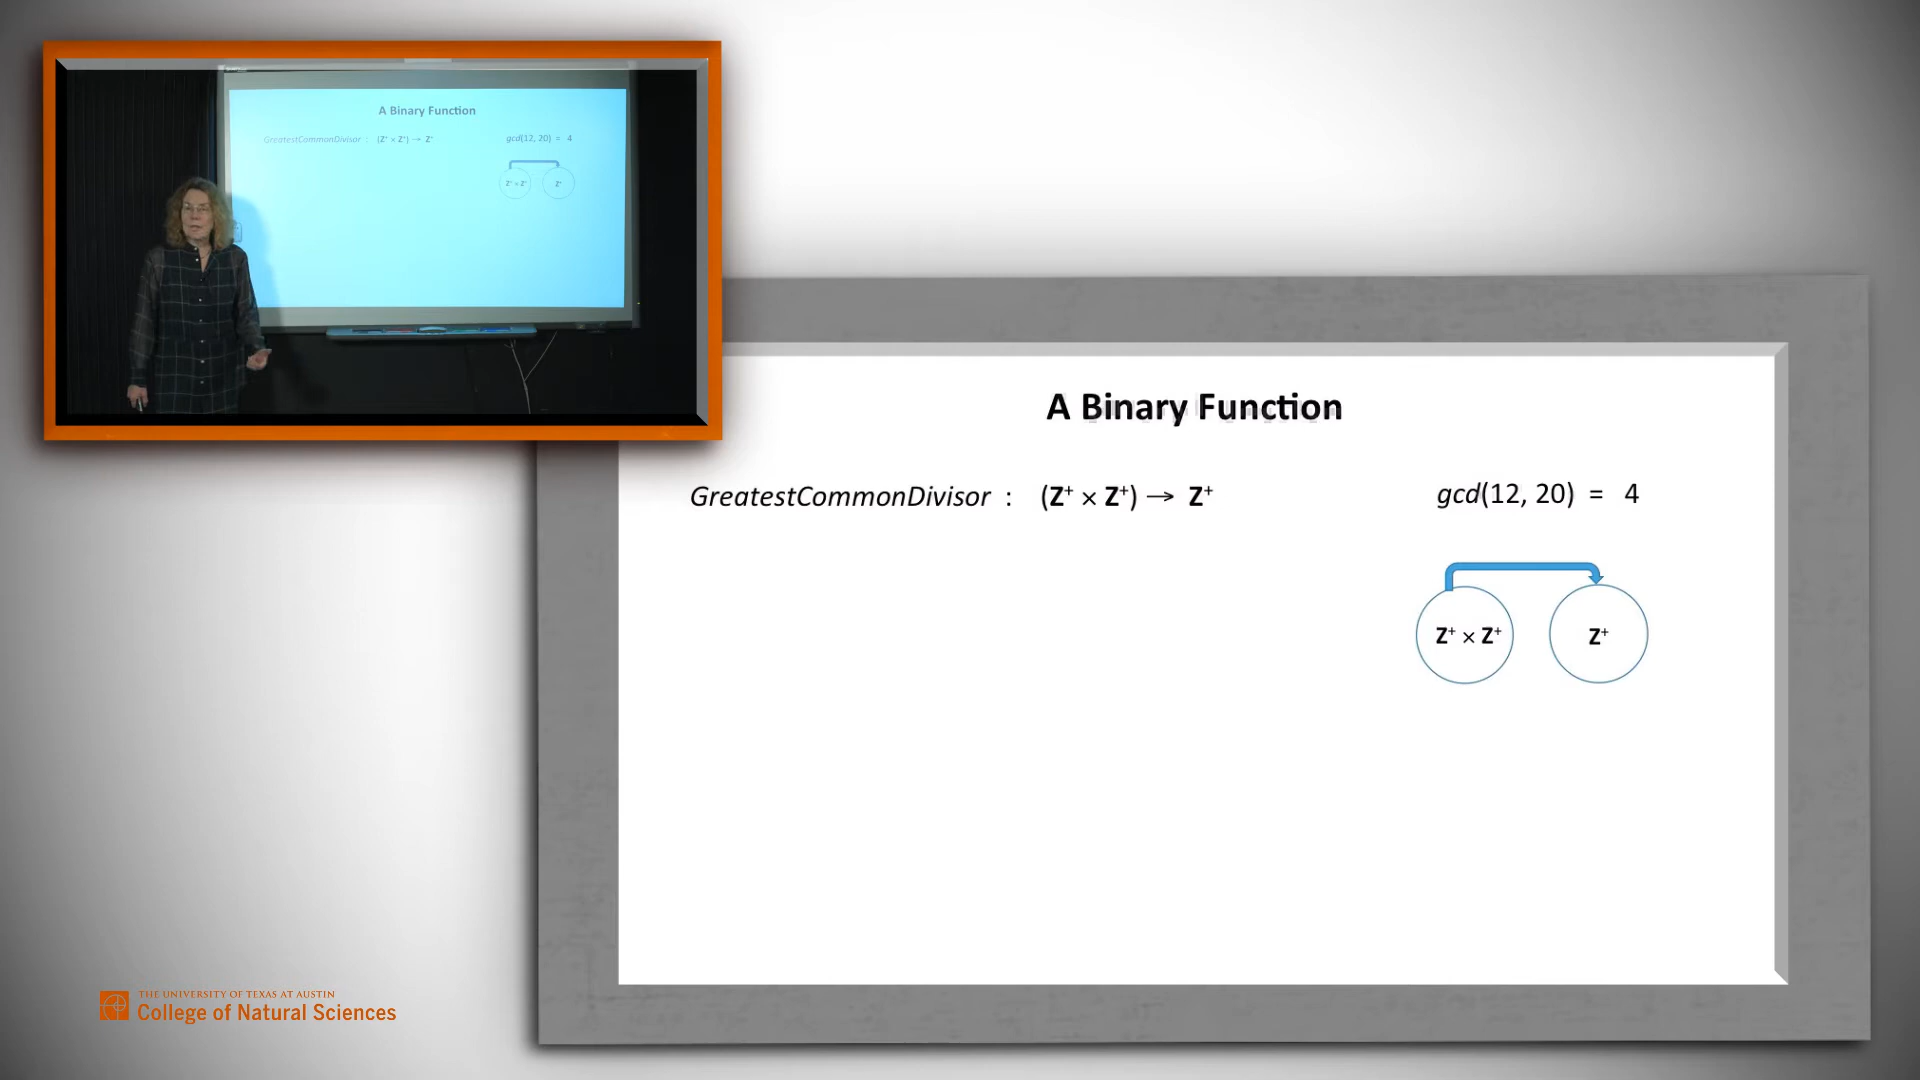 A Binary Function
GreatestCommonDivisor : (Z⁺ × Z⁺) → Z⁺
gcd(12, 20) = 4
Z⁺ × Z⁺
Z⁺
A Binary Function
GreatestCommonDivisor : (Z⁺ × Z⁺) → Z⁺
gcd(12, 20) = 4
Z⁺ × Z⁺
Z⁺
THE UNIVERSITY OF TEXAS AT AUSTIN
College of Natural Sciences